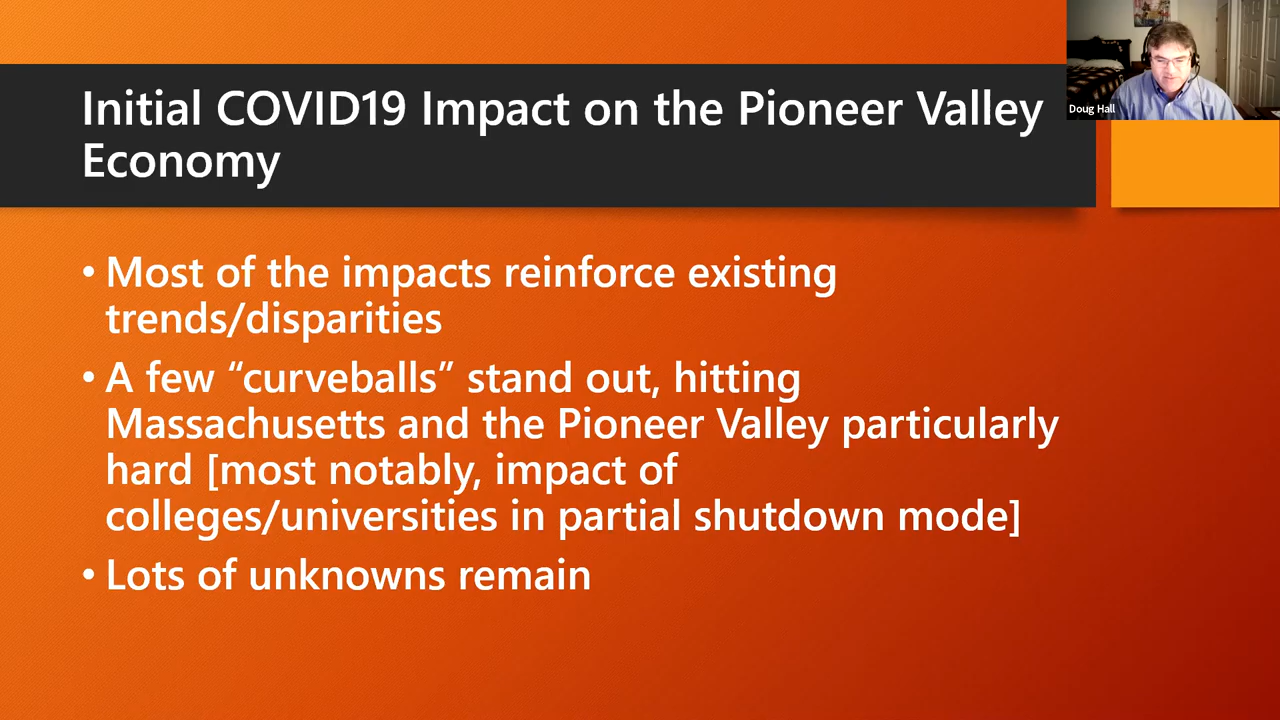 Initial COVID19 Impact on the Pioneer Valley
Economy
Doug Hall
• Most of the impacts reinforce existing
trends/disparities
• A few “curveballs” stand out, hitting
Massachusetts and the Pioneer Valley particularly
hard [most notably, impact of
colleges/universities in partial shutdown mode]
• Lots of unknowns remain